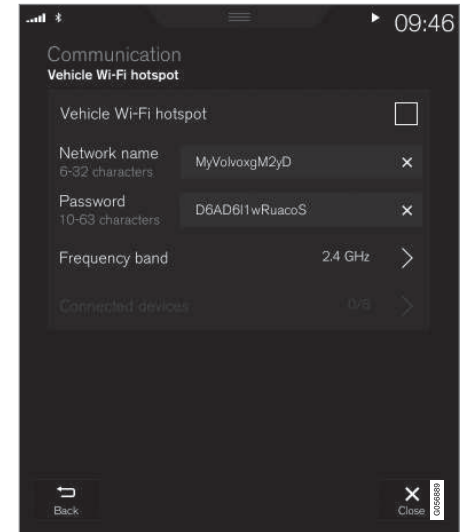 09:46
Communication
Vehicle Wi-Fi hotspot
Vehicle Wi-Fi hotspot
Network name
6-32 characters
MyVolvoxgM2yD
Password
10-63 characters
D6AD6I1wRuacoS
Frequency band
2.4 GHz
Connected devices
0/8
Back
Close
G056889